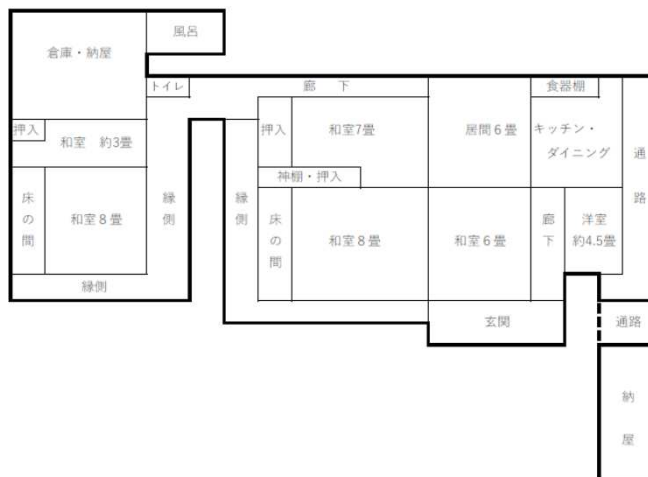 倉庫・納屋
風呂
トイレ
廊　下
食器棚
押入
和室　約3畳
押入
和室7畳
居間６畳
キッチン・
ダイニング
通
路
神棚・押入
床
の
間
和室８畳
縁
側
縁
側
床
の
間
和室８畳
和室６畳
廊
下
洋室
約4.5畳
縁側
玄関
通路
納
屋